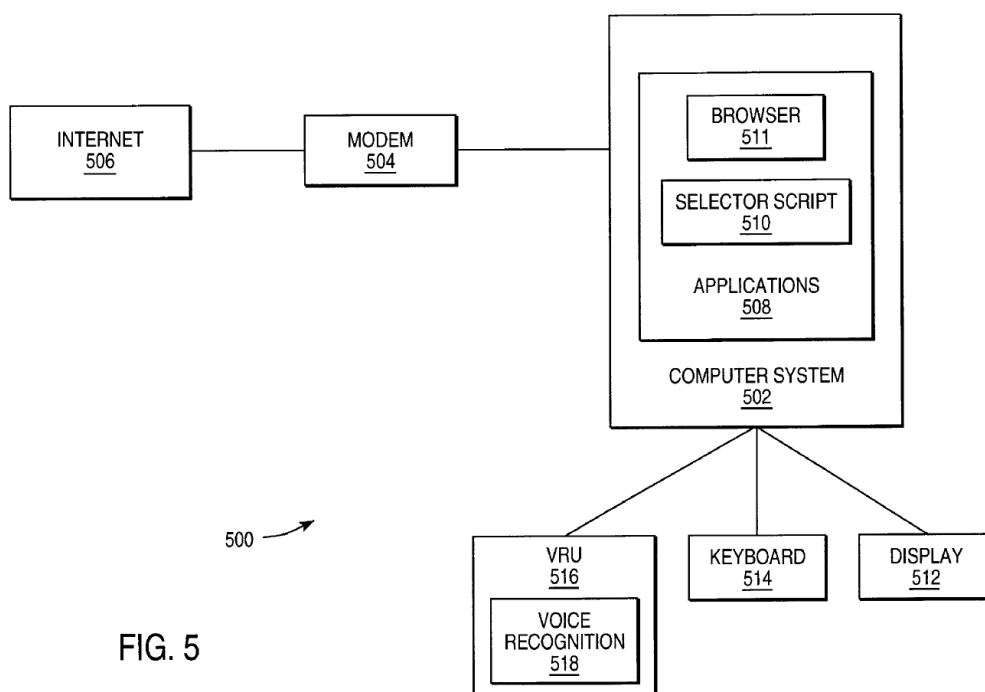 INTERNET
506
MODEM
504
BROWSER
511
SELECTOR SCRIPT
510
APPLICATIONS
508
COMPUTER SYSTEM
502
500
VRU
516
VOICE
RECOGNITION
518
KEYBOARD
514
DISPLAY
512
FIG. 5